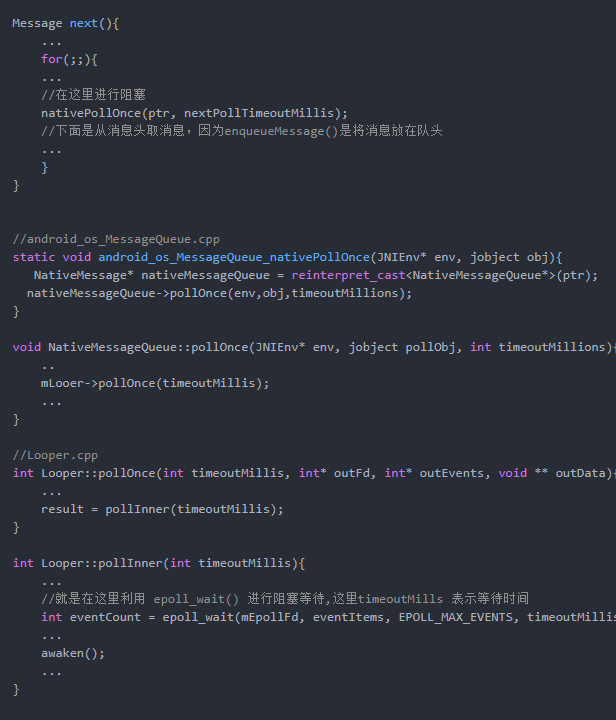 Message next(){
...
for(;;){
...
//在这里进行阻塞
nativePollOnce(ptr, nextPollTimeoutMillis);
//下面是从消息头取消息，因为enqueueMessage()是将消息放在队头
...
}
}
//android_os_MessageQueue.cpp
static void android_os_MessageQueue_nativePollOnce(JNIEnv* env, jobject obj){
NativeMessage* nativeMessageQueue = reinterpret_cast<NativeMessageQueue*>(ptr);
nativeMessageQueue->pollOnce(env,obj,timeoutMillions);
}
void NativeMessageQueue::pollOnce(JNIEnv* env, jobject pollObj, int timeoutMillions){
..
mLooer->pollOnce(timeoutMillis);
...
}
//Looper.cpp
int Looper::pollOnce(int timeoutMillis, int* outFd, int* outEvents, void ** outData){
...
result = pollInner(timeoutMillis);
}
int Looper::pollInner(int timeoutMillis){
...
//就是在这里利用 epoll_wait() 进行阻塞等待,这里timeoutMills 表示等待时间
int eventCount = epoll_wait(mEpollFd, eventItems, EPOLL_MAX_EVENTS, timeoutMillis
...
awaken();
...
}